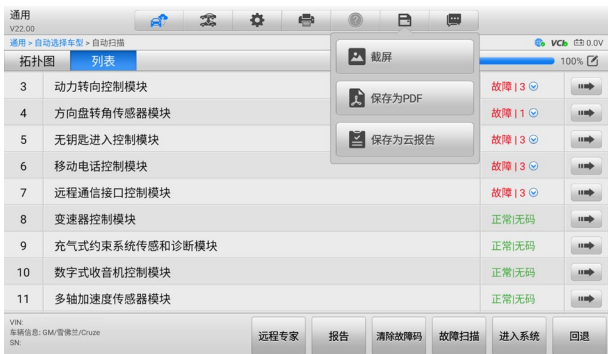 通用
V22.00
通用 > 自动选择车型 > 自动扫描
VCI 0.0V
拓扑图 列表 100%
截屏
保存为PDF
保存为云报告
3 动力转向控制模块 故障 | 3
4 方向盘转角传感器模块 故障 | 1
5 无钥匙进入控制模块 故障 | 3
6 移动电话控制模块 故障 | 3
7 远程通信接口控制模块 故障 | 3
8 变速器控制模块 正常|无码
9 充气式约束系统传感和诊断模块 正常|无码
10 数字式收音机控制模块 正常|无码
11 多轴加速度传感器模块 正常|无码
VIN:
车辆信息: GM/雪佛兰/Cruze
SN:
远程专家 报告 清除故障码 故障扫描 进入系统 回退